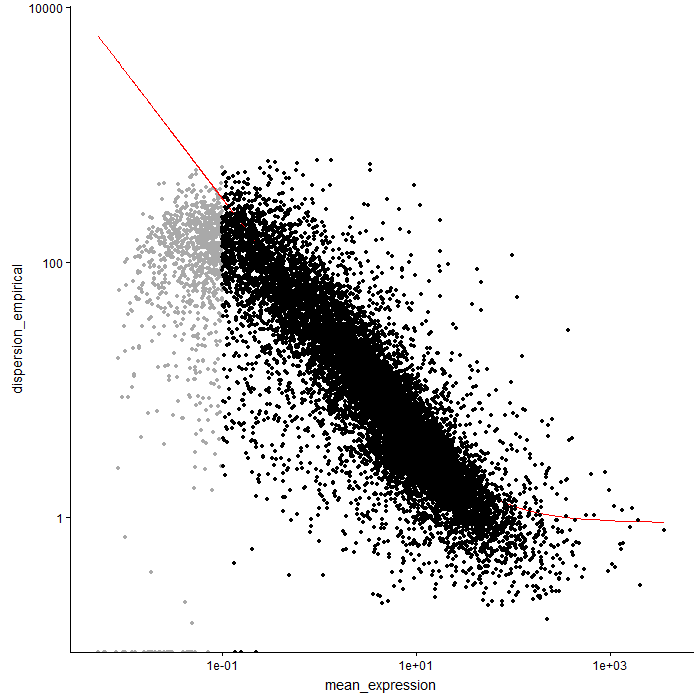 10000
100
1
dispersion_empirical
1e-01
1e+01
1e+03
mean_expression